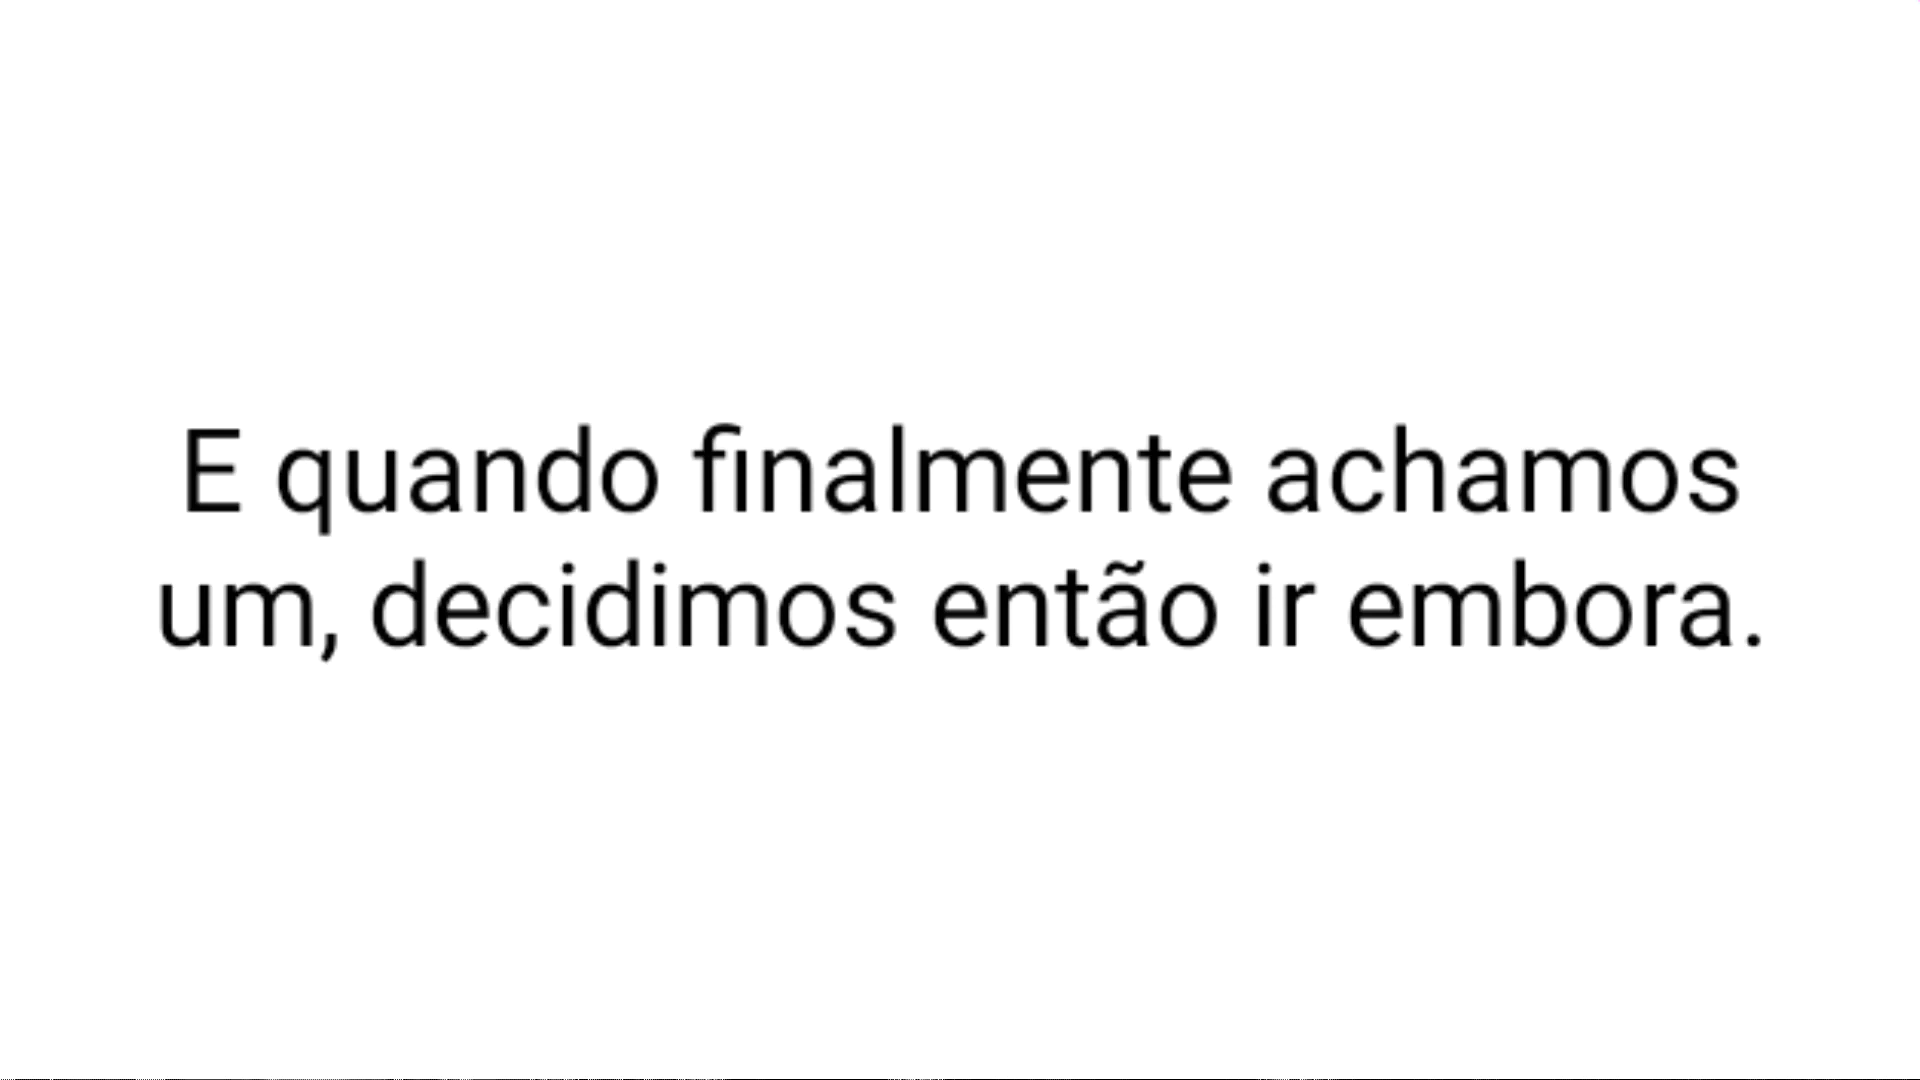 E quando finalmente achamos
um, decidimos então ir embora.